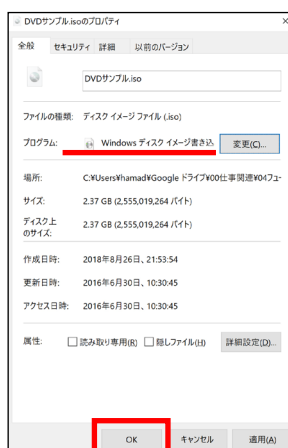 DVDサンプル.isoのプロパティ
全般 セキュリティ 詳細 以前のバージョン
DVDサンプル.iso
ファイルの種類: ディスク イメージ ファイル (.iso)
プログラム: Windows ディスク イメージ書き込 変更(C)...
場所: C:¥Users¥hamad¥Google ドライブ¥00仕事関連¥04フュー
サイズ: 2.37 GB (2,555,019,264 バイト)
ディスク上
のサイズ: 2.37 GB (2,555,019,264 バイト)
作成日時: 2018年8月26日、21:53:54
更新日時: 2016年6月30日、10:30:45
アクセス日時: 2016年6月30日、10:30:45
属性: 読み取り専用(R) 隠しファイル(H) 詳細設定(D)...
OK キャンセル 適用(A)